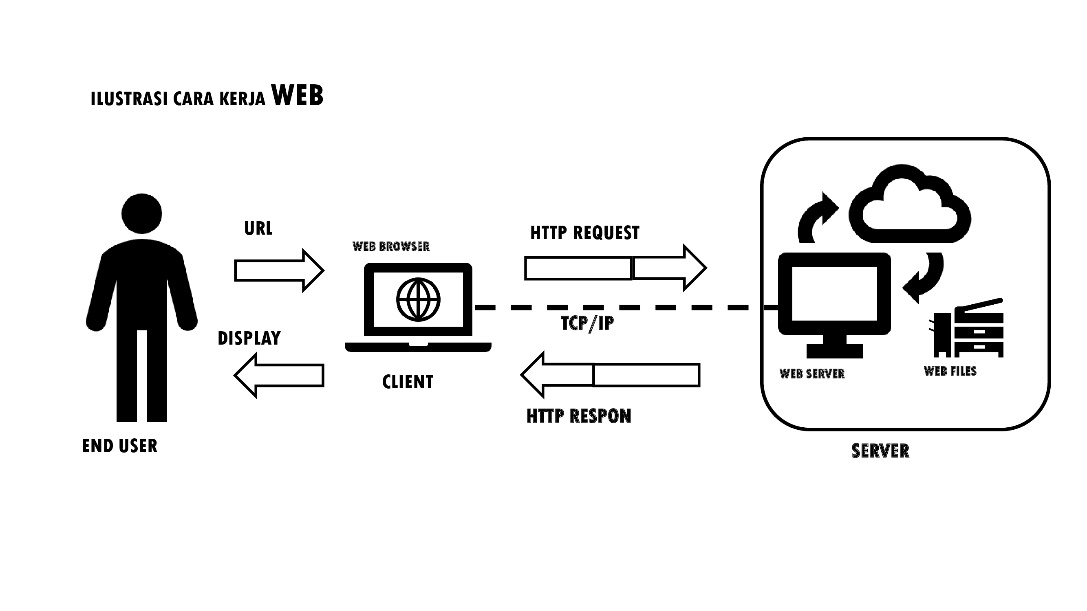 ILUSTRASI CARA KERJA WEB
URL
WEB BROWSER
HTTP REQUEST
TCP/IP
DISPLAY
CLIENT
HTTP RESPON
WEB SERVER
WEB FILES
END USER
SERVER